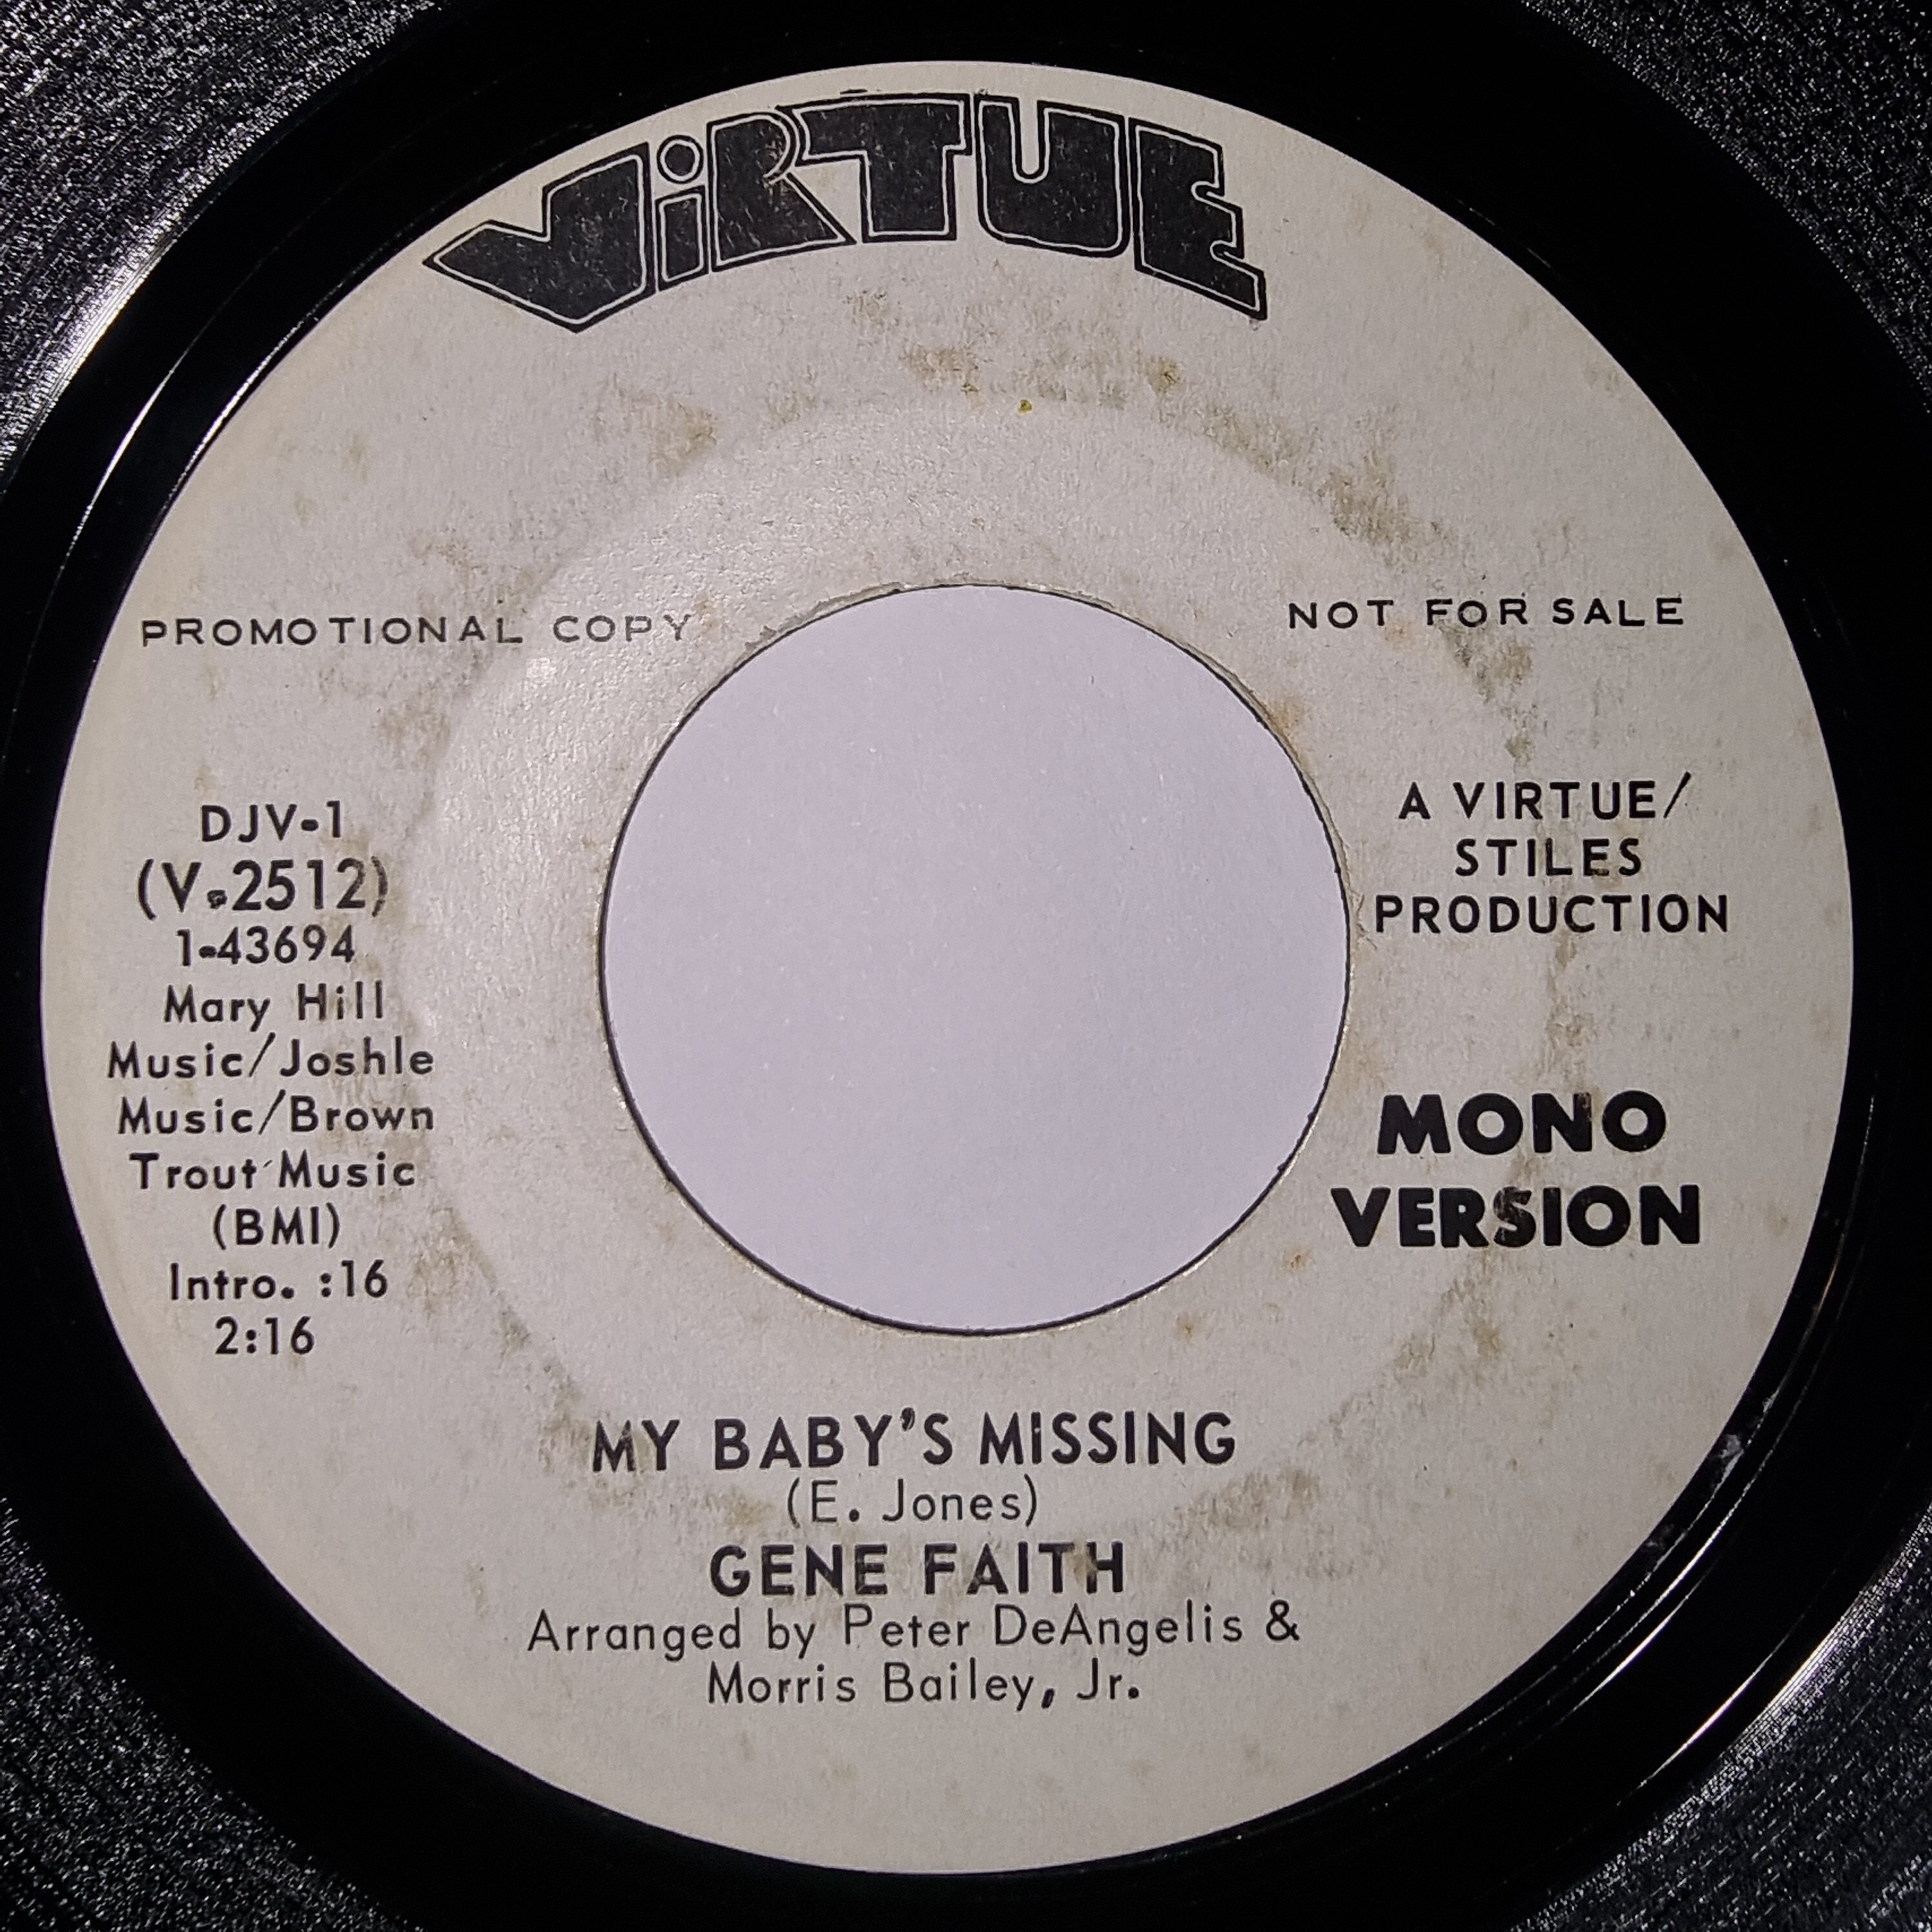 ViRTUE
PROMOTIONAL COPY
NOT FOR SALE
DJV-1
(V.2512)
1-43694
Mary Hill
Music/Joshle
Music/Brown
Trout Music
(BMI)
Intro. :16
2:16
A VIRTUE/
STILES
PRODUCTION
MONO
VERSION
MY BABY'S MISSING
(E. Jones)
GENE FAITH
Arranged by Peter DeAngelis &
Morris Bailey, Jr.